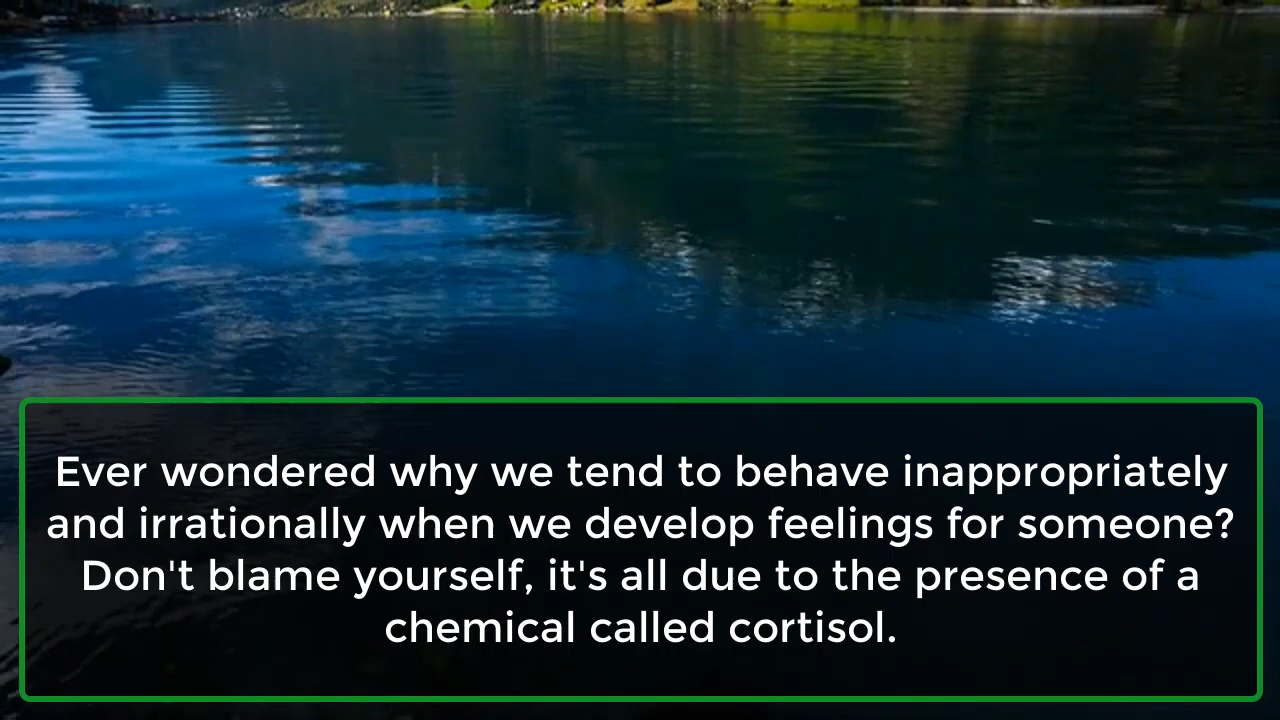 Ever wondered why we tend to behave inappropriately
and irrationally when we develop feelings for someone?
Don't blame yourself, it's all due to the presence of a
chemical called cortisol.